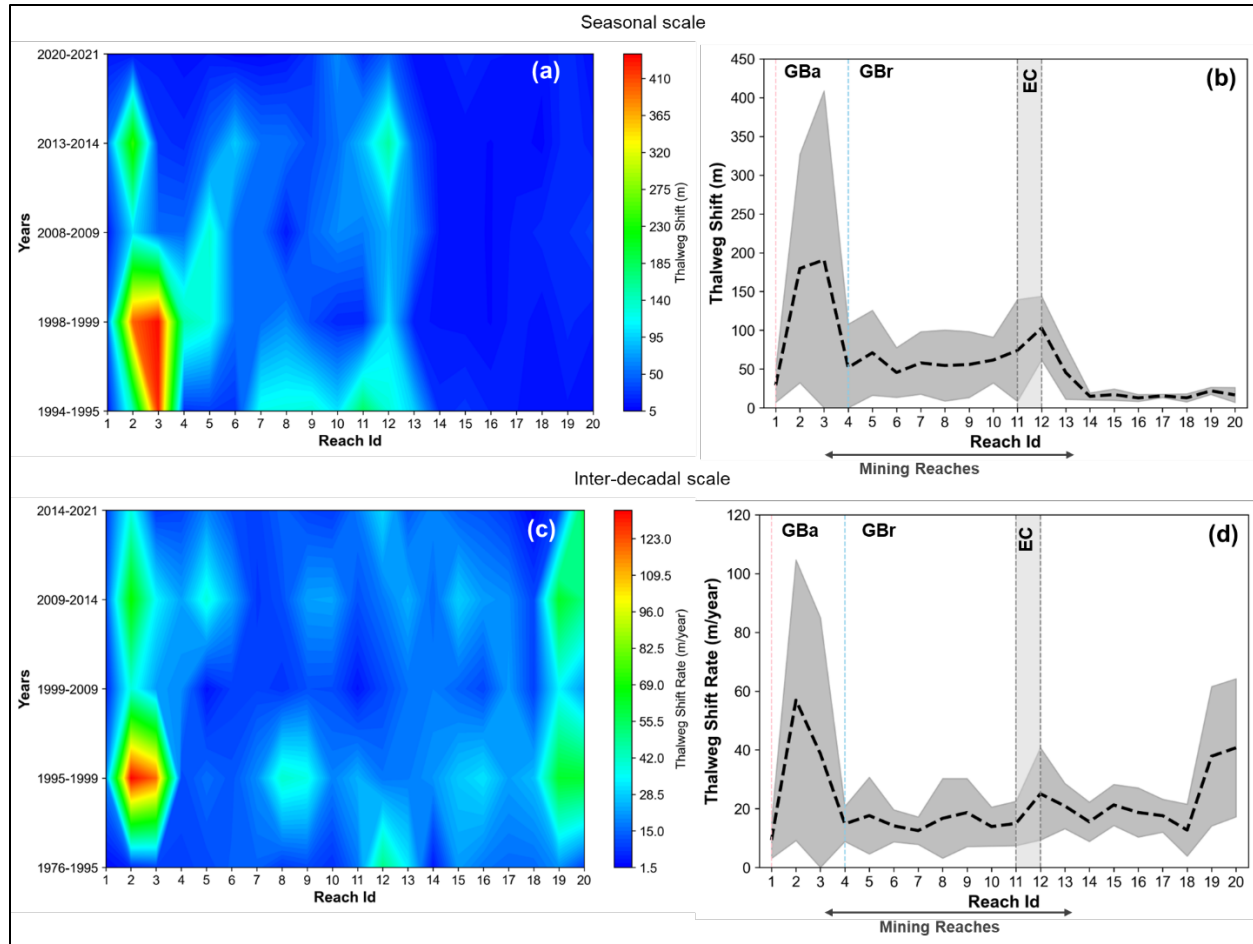 Seasonal scale
(a)
Years
2020-2021
2013-2014
2008-2009
1998-1999
1994-1995
1 2 3 4 5 6 7 8 9 10 11 12 13 14 15 16 17 18 19 20
Reach Id
410
365
320
275
230
185
140
95
50
5
Thalweg Shift (m)
(b)
GBa GBr EC
Thalweg Shift (m)
450
400
350
300
250
200
150
100
50
0
1 2 3 4 5 6 7 8 9 10 11 12 13 14 15 16 17 18 19 20
Reach Id
Mining Reaches
Inter-decadal scale
(c)
Years
2014-2021
2009-2014
1999-2009
1995-1999
1976-1995
1 2 3 4 5 6 7 8 9 10 11 12 13 14 15 16 17 18 19 20
Reach Id
123.0
109.5
96.0
82.5
69.0
55.5
42.0
28.5
15.0
1.5
Thalweg Shift Rate (m/year)
(d)
GBa GBr EC
Thalweg Shift Rate (m/year)
120
100
80
60
40
20
0
1 2 3 4 5 6 7 8 9 10 11 12 13 14 15 16 17 18 19 20
Reach Id
Mining Reaches